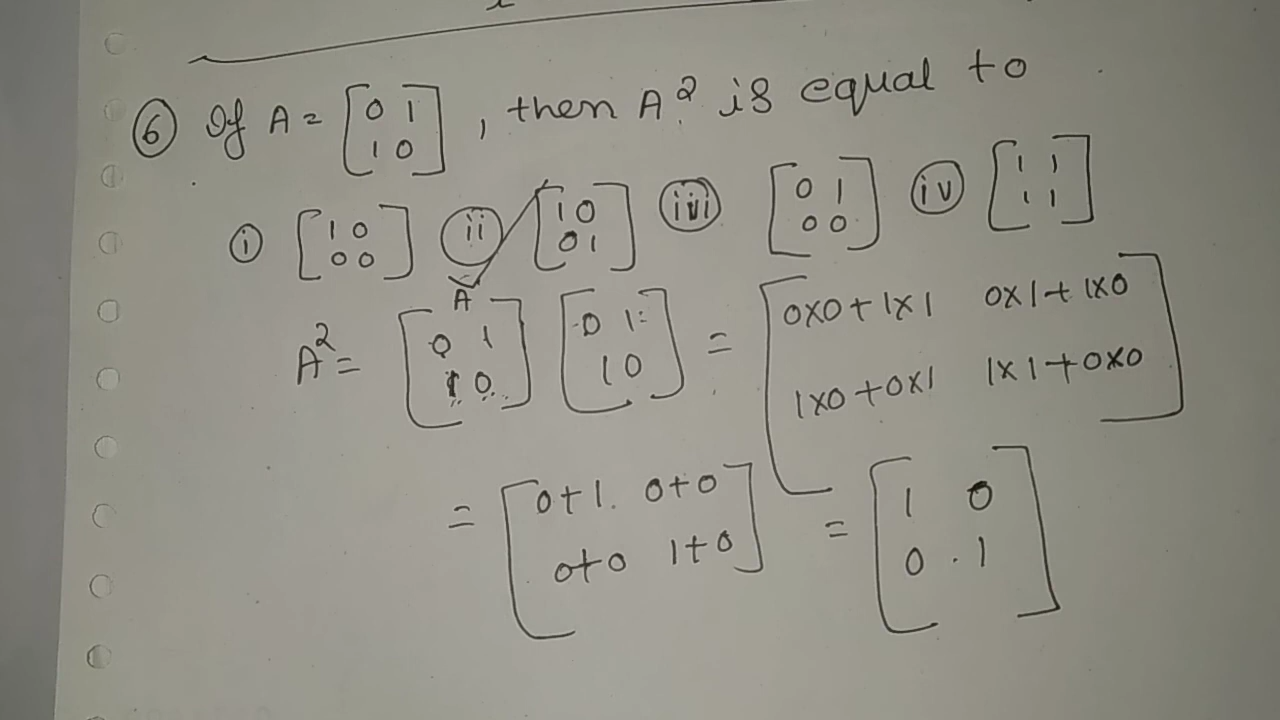 ⑥ If A = [0 1
1 0], then A² is equal to
ⓘ [1 0
0 0] (ii) [1 0
0 1] (iii) [0 1
0 0] (iv) [1 1
1 1]
A
A² = [0 1
1 0] [0 1
1 0] = [0×0+1×1 0×1+1×0
1×0+0×1 1×1+0×0]
= [0+1 0+0
0+0 1+0] = [1 0
0 1]